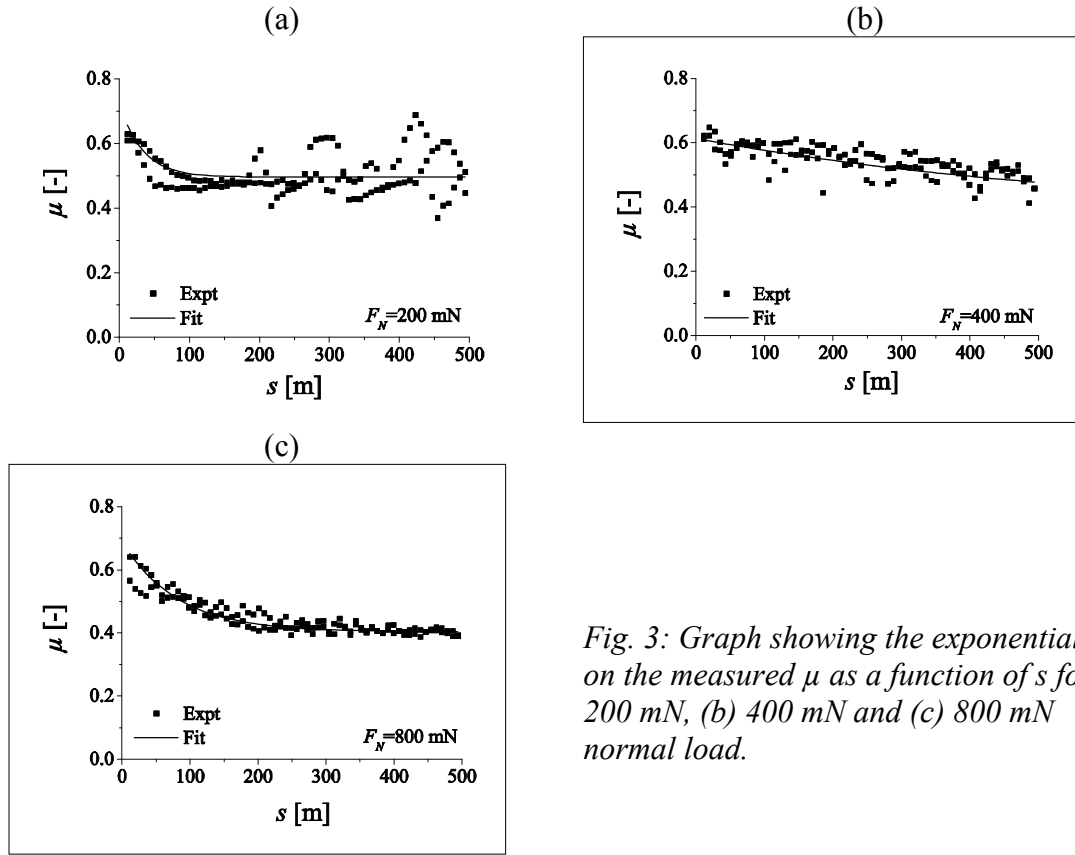 (a)
0.8
0.6
0.4
0.2
0.0
μ [-]
Expt
Fit
F_N=200 mN
0 100 200 300 400 500
s [m]
(b)
0.8
0.6
0.4
0.2
0.0
μ [-]
Expt
Fit
F_N=400 mN
0 100 200 300 400 500
s [m]
(c)
0.8
0.6
0.4
0.2
0.0
μ [-]
Expt
Fit
F_N=800 mN
0 100 200 300 400 500
s [m]
Fig. 3: Graph showing the exponential
on the measured μ as a function of s fo
200 mN, (b) 400 mN and (c) 800 mN
normal load.